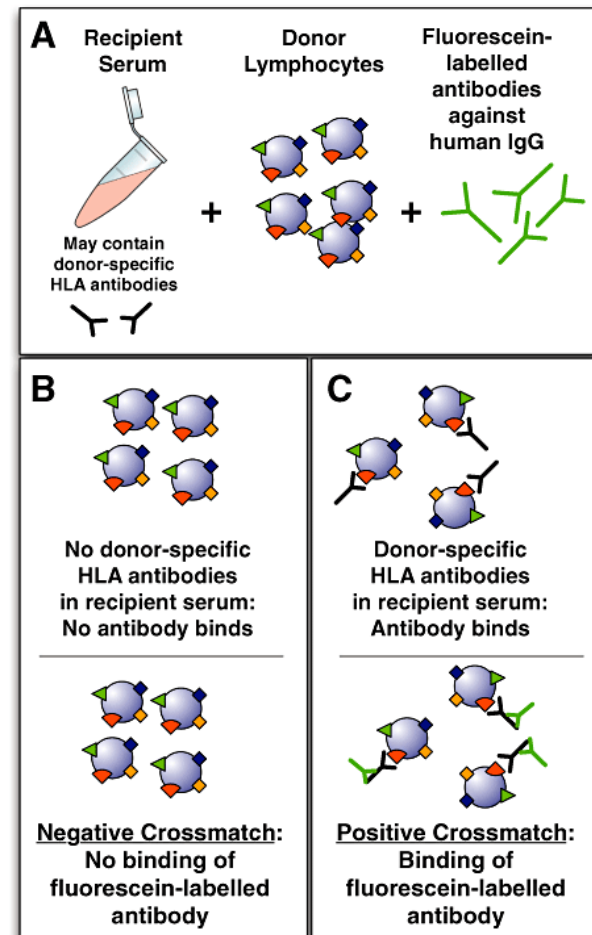 A
Recipient
Serum
Donor
Lymphocytes
Fluorescein-
labelled
antibodies
against
human IgG
+
+
May contain
donor-specific
HLA antibodies
B
No donor-specific
HLA antibodies
in recipient serum:
No antibody binds
Negative Crossmatch:
No binding of
fluorescein-labelled
antibody
C
Donor-specific
HLA antibodies
in recipient serum:
Antibody binds
Positive Crossmatch:
Binding of
fluorescein-labelled
antibody